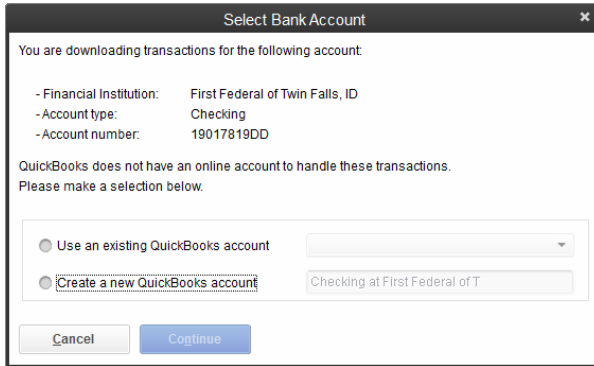 Select Bank Account
You are downloading transactions for the following account:
- Financial Institution: First Federal of Twin Falls, ID
- Account type: Checking
- Account number: 19017819DD
QuickBooks does not have an online account to handle these transactions.
Please make a selection below.
Use an existing QuickBooks account
Create a new QuickBooks account Checking at First Federal of T
Cancel Continue